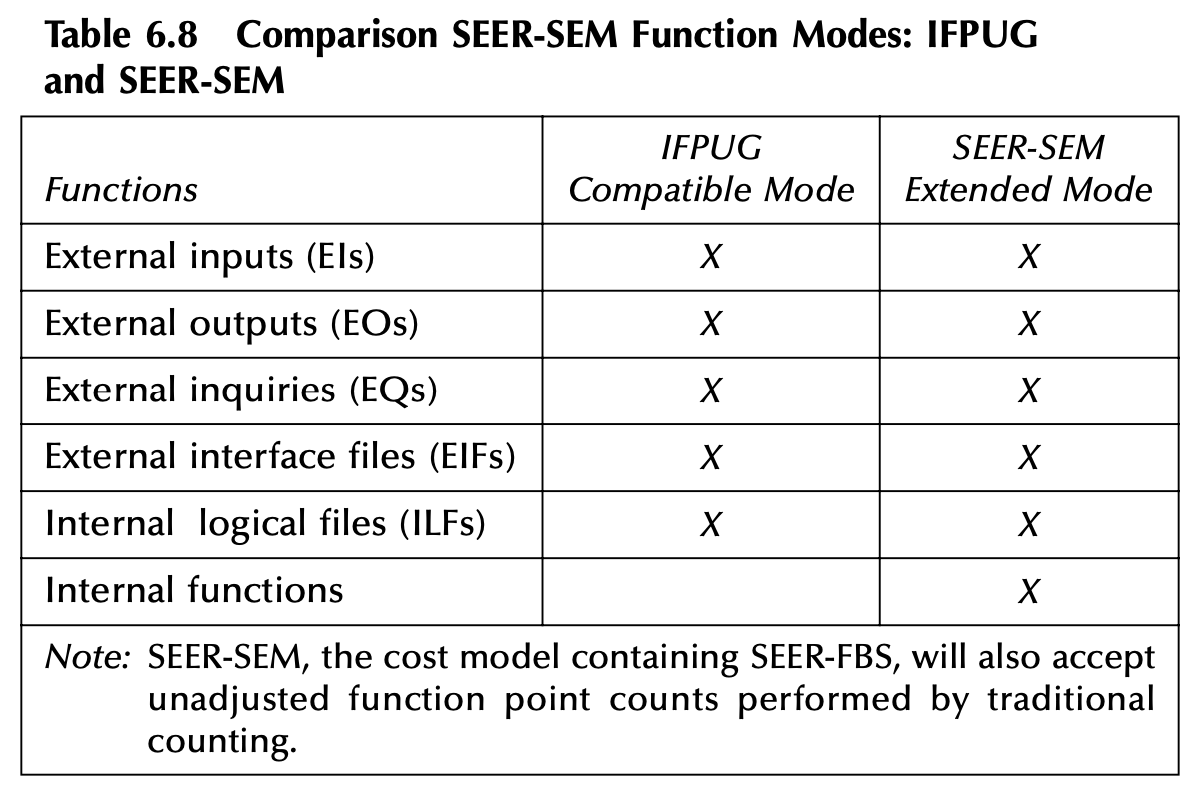 Table 6.8 Comparison SEER-SEM Function Modes: IFPUG
and SEER-SEM
Functions IFPUG Compatible Mode SEER-SEM Extended Mode
External inputs (EIs) X X
External outputs (EOs) X X
External inquiries (EQs) X X
External interface files (EIFs) X X
Internal logical files (ILFs) X X
Internal functions X
Note: SEER-SEM, the cost model containing SEER-FBS, will also accept
unadjusted function point counts performed by traditional
counting.